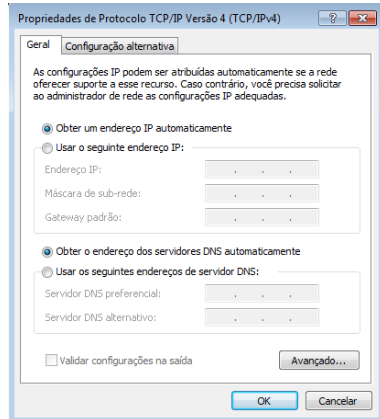 Propriedades de Protocolo TCP/IP Versão 4 (TCP/IPv4)
Geral
Configuração alternativa
As configurações IP podem ser atribuídas automaticamente se a rede
oferecer suporte a esse recurso. Caso contrário, você precisa solicitar
ao administrador de rede as configurações IP adequadas.
Obter um endereço IP automaticamente
Usar o seguinte endereço IP:
Endereço IP:
Máscara de sub-rede:
Gateway padrão:
Obter o endereço dos servidores DNS automaticamente
Usar os seguintes endereços de servidor DNS:
Servidor DNS preferencial:
Servidor DNS alternativo:
Validar configurações na saída
Avançado...
OK
Cancelar